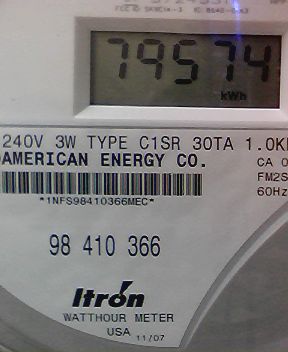 79574
kWh
240V 3W TYPE C1SR 30TA
AMERICAN ENERGY CO.
CA
FM2S
60Hz
*1NFS98410366MEC*
98 410 366
Itron
WATTHOUR METER
USA 11/07